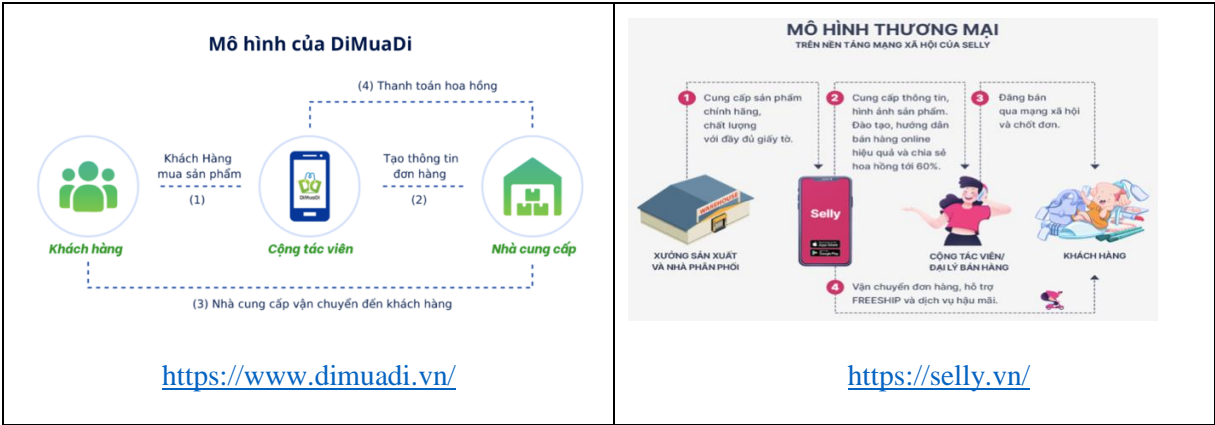 Mô hình của DiMuaDi
(4) Thanh toán hoa hồng
Khách Hàng
mua sản phẩm
(1)
DiMuaDi
Tạo thông tin
đơn hàng
(2)
Khách hàng
Cộng tác viên
Nhà cung cấp
(3) Nhà cung cấp vận chuyển đến khách hàng
https://www.dimuadi.vn/
MÔ HÌNH THƯƠNG MẠI
TRÊN NỀN TẢNG MẠNG XÃ HỘI CỦA SELLY
1
Cung cấp sản phẩm
chính hãng,
chất lượng
với đầy đủ giấy tờ.
2
Cung cấp thông tin,
hình ảnh sản phẩm.
Đào tạo, hướng dẫn
bán hàng online
hiệu quả và chia sẻ
hoa hồng tới 60%.
3
Đăng bán
qua mạng xã hội
và chốt đơn.
WAREHOUSE
Selly
XƯỞNG SẢN XUẤT
VÀ NHÀ PHÂN PHỐI
CỘNG TÁC VIÊN/
ĐẠI LÝ BÁN HÀNG
KHÁCH HÀNG
4
Vận chuyển đơn hàng, hỗ trợ
FREESHIP và dịch vụ hậu mãi.
https://selly.vn/